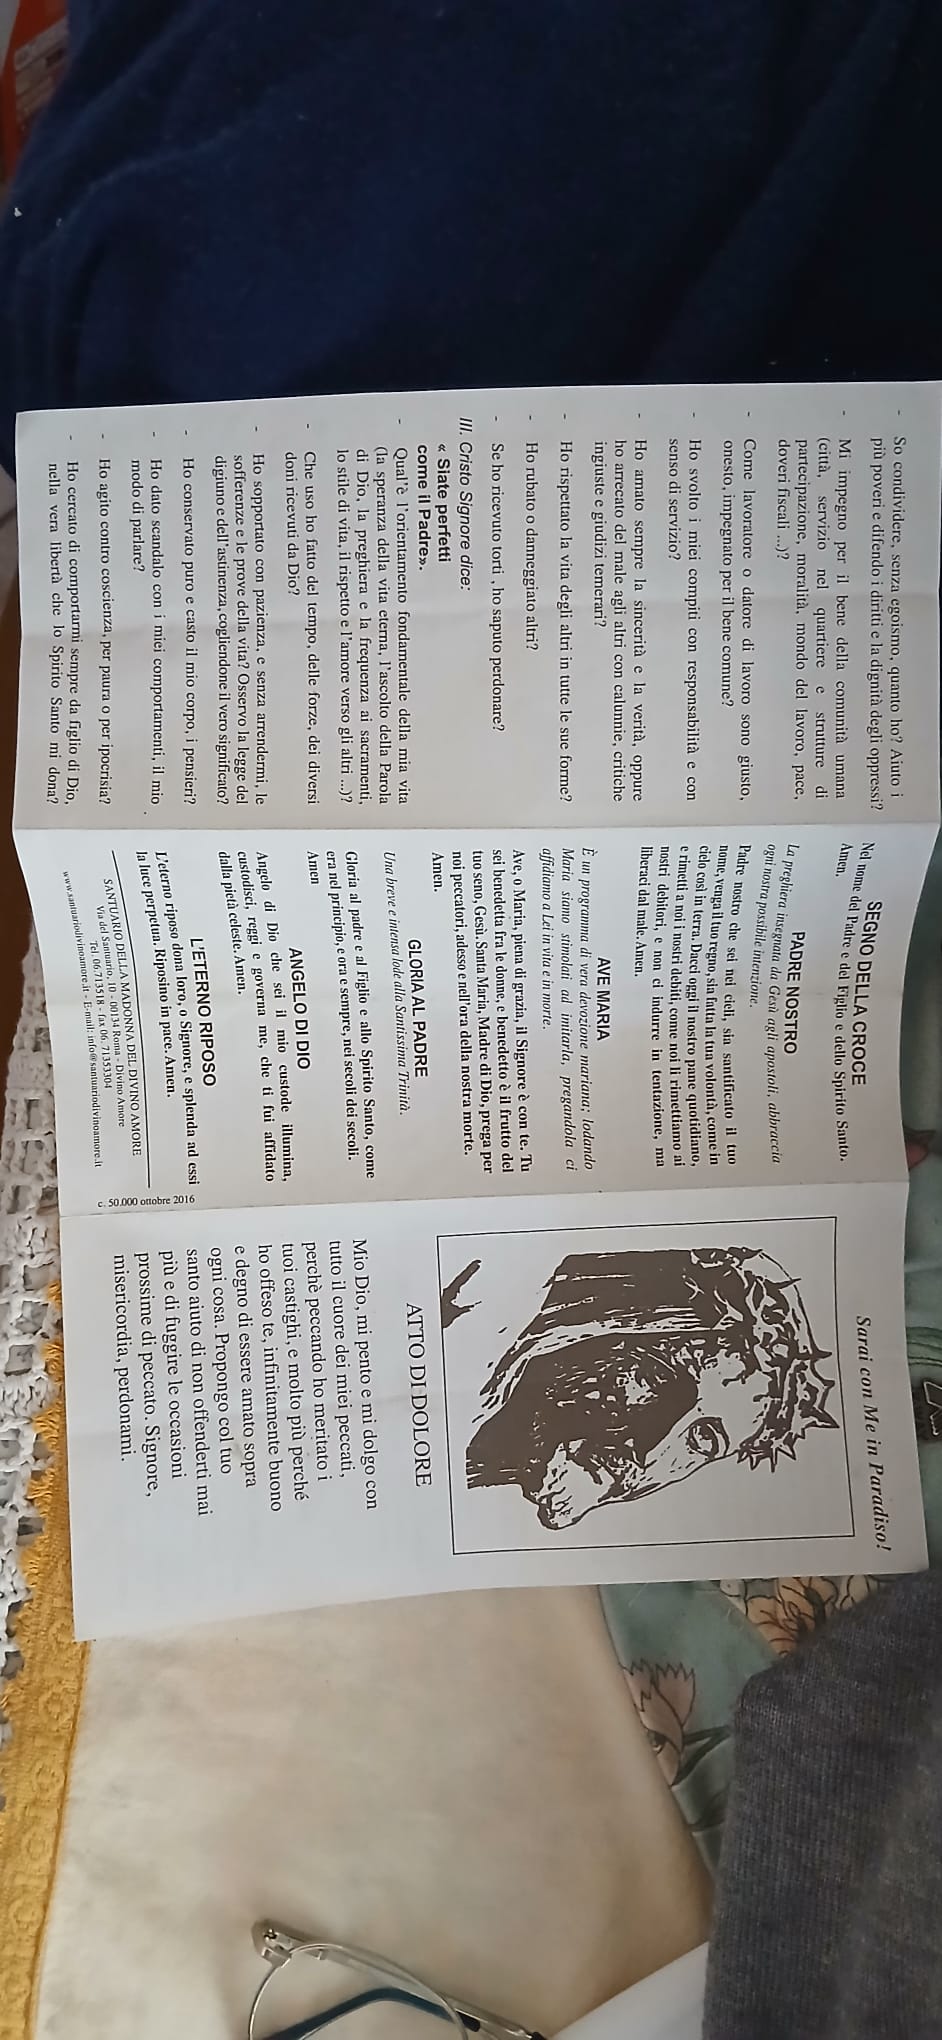 - So condividere, senza egoismo, quanto ho? Aiuto i
più poveri e difendo i diritti e la dignità degli oppressi?
- Mi impegno per il bene della comunità umana
(città, servizio nel quartiere e strutture di
partecipazione, moralità, mondo del lavoro, pace,
doveri fiscali ...)?
- Come lavoratore o datore di lavoro sono giusto,
onesto, impegnato per il bene comune?
- Ho svolto i miei compiti con responsabilità e con
senso di servizio?
- Ho amato sempre la sincerità e la verità, oppure
ho arrecato del male agli altri con calunnie, critiche
ingiuste e giudizi temerari?
- Ho rispettato la vita degli altri in tutte le sue forme?
- Ho rubato o danneggiato altri?
- Se ho ricevuto torti , ho saputo perdonare?
III. Cristo Signore dice:
« Siate perfetti
come il Padre».
- Qual'è l'orientamento fondamentale della mia vita
(la speranza della vita eterna, l'ascolto della Parola
di Dio, la preghiera e la frequenza ai sacramenti,
lo stile di vita, il rispetto e l'amore verso gli altri ...)?
- Che uso ho fatto del tempo, delle forze, dei diversi
doni ricevuti da Dio?
- Ho sopportato con pazienza, e senza arrendermi, le
sofferenze e le prove della vita? Osservo la legge del
digiuno e dell'astinenza, cogliendone il vero significato?
- Ho conservato puro e casto il mio corpo, i pensieri?
- Ho dato scandalo con i miei comportamenti, il mio
modo di parlare?
- Ho agito contro coscienza, per paura o per ipocrisia?
- Ho cercato di comportarmi sempre da figlio di Dio,
nella vera libertà che lo Spirito Santo mi dona?
SEGNO DELLA CROCE
Nel nome del Padre e del Figlio e dello Spirito Santo.
Amen.
PADRE NOSTRO
La preghiera insegnata da Gesù agli apostoli, abbraccia
ogni nostra possibile intenzione.
Padre nostro che sei nei cieli, sia santificato il tuo
nome, venga il tuo regno, sia fatta la tua volontà, come in
cielo così in terra. Dacci oggi il nostro pane quotidiano,
e rimetti a noi i nostri debiti, come noi li rimettiamo ai
nostri debitori, e non ci indurre in tentazione, ma
liberaci dal male. Amen.
AVE MARIA
È un programma di vera devozione mariana; lodando
Maria siamo stimolati ad imitarla, pregandola ci
affidiamo a Lei in vita e in morte.
Ave, o Maria, piena di grazia, il Signore è con te. Tu
sei benedetta fra le donne, e benedetto è il frutto del
tuo seno, Gesù. Santa Maria, Madre di Dio, prega per
noi peccatori, adesso e nell'ora della nostra morte.
Amen.
GLORIA AL PADRE
Una breve e intensa lode alla Santissima Trinità.
Gloria al padre e al Figlio e allo Spirito Santo, come
era nel principio, e ora e sempre, nei secoli dei secoli.
Amen
ANGELO DI DIO
Angelo di Dio che sei il mio custode illumina,
custodisci, reggi e governa me, che ti fui affidato
dalla pietà celeste. Amen.
L'ETERNO RIPOSO
L'eterno riposo dona loro, o Signore, e splenda ad essi
la luce perpetua. Riposino in pace. Amen.
SANTUARIO DELLA MADONNA DEL DIVINO AMORE
Via del Santuario, 10 - 00134 Roma - Divino Amore
Tel. 06.713518 - fax 06. 71353304
www.santuariodivinoamore.it - E-mail: info@santuariodivinoamore.it
c. 50.000 ottobre 2016
Sarai con Me in Paradiso!
ATTO DI DOLORE
Mio Dio, mi pento e mi dolgo con
tutto il cuore dei miei peccati,
perchè peccando ho meritato i
tuoi castighi, e molto più perché
ho offeso te, infinitamente buono
e degno di essere amato sopra
ogni cosa. Propongo col tuo
santo aiuto di non offenderti mai
più e di fuggire le occasioni
prossime di peccato. Signore,
misericordia, perdonami.